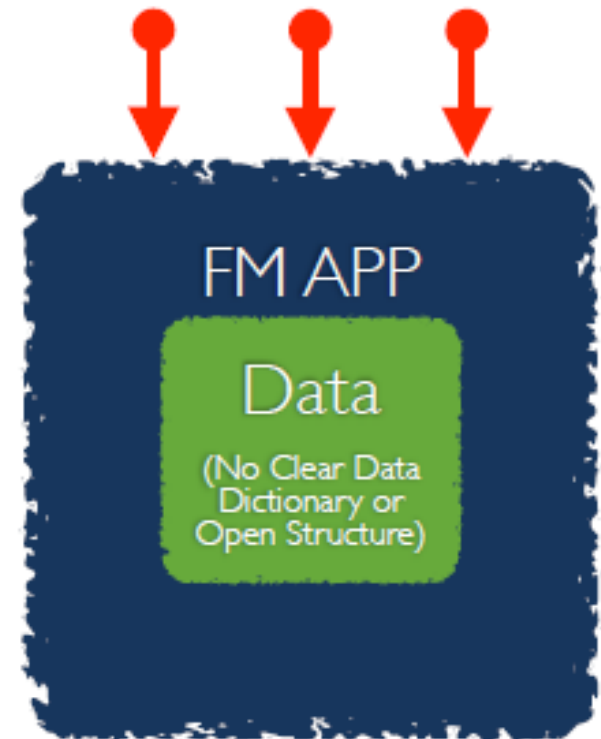 FM APP
Data
(No Clear Data
Dictionary or
Open Structure)